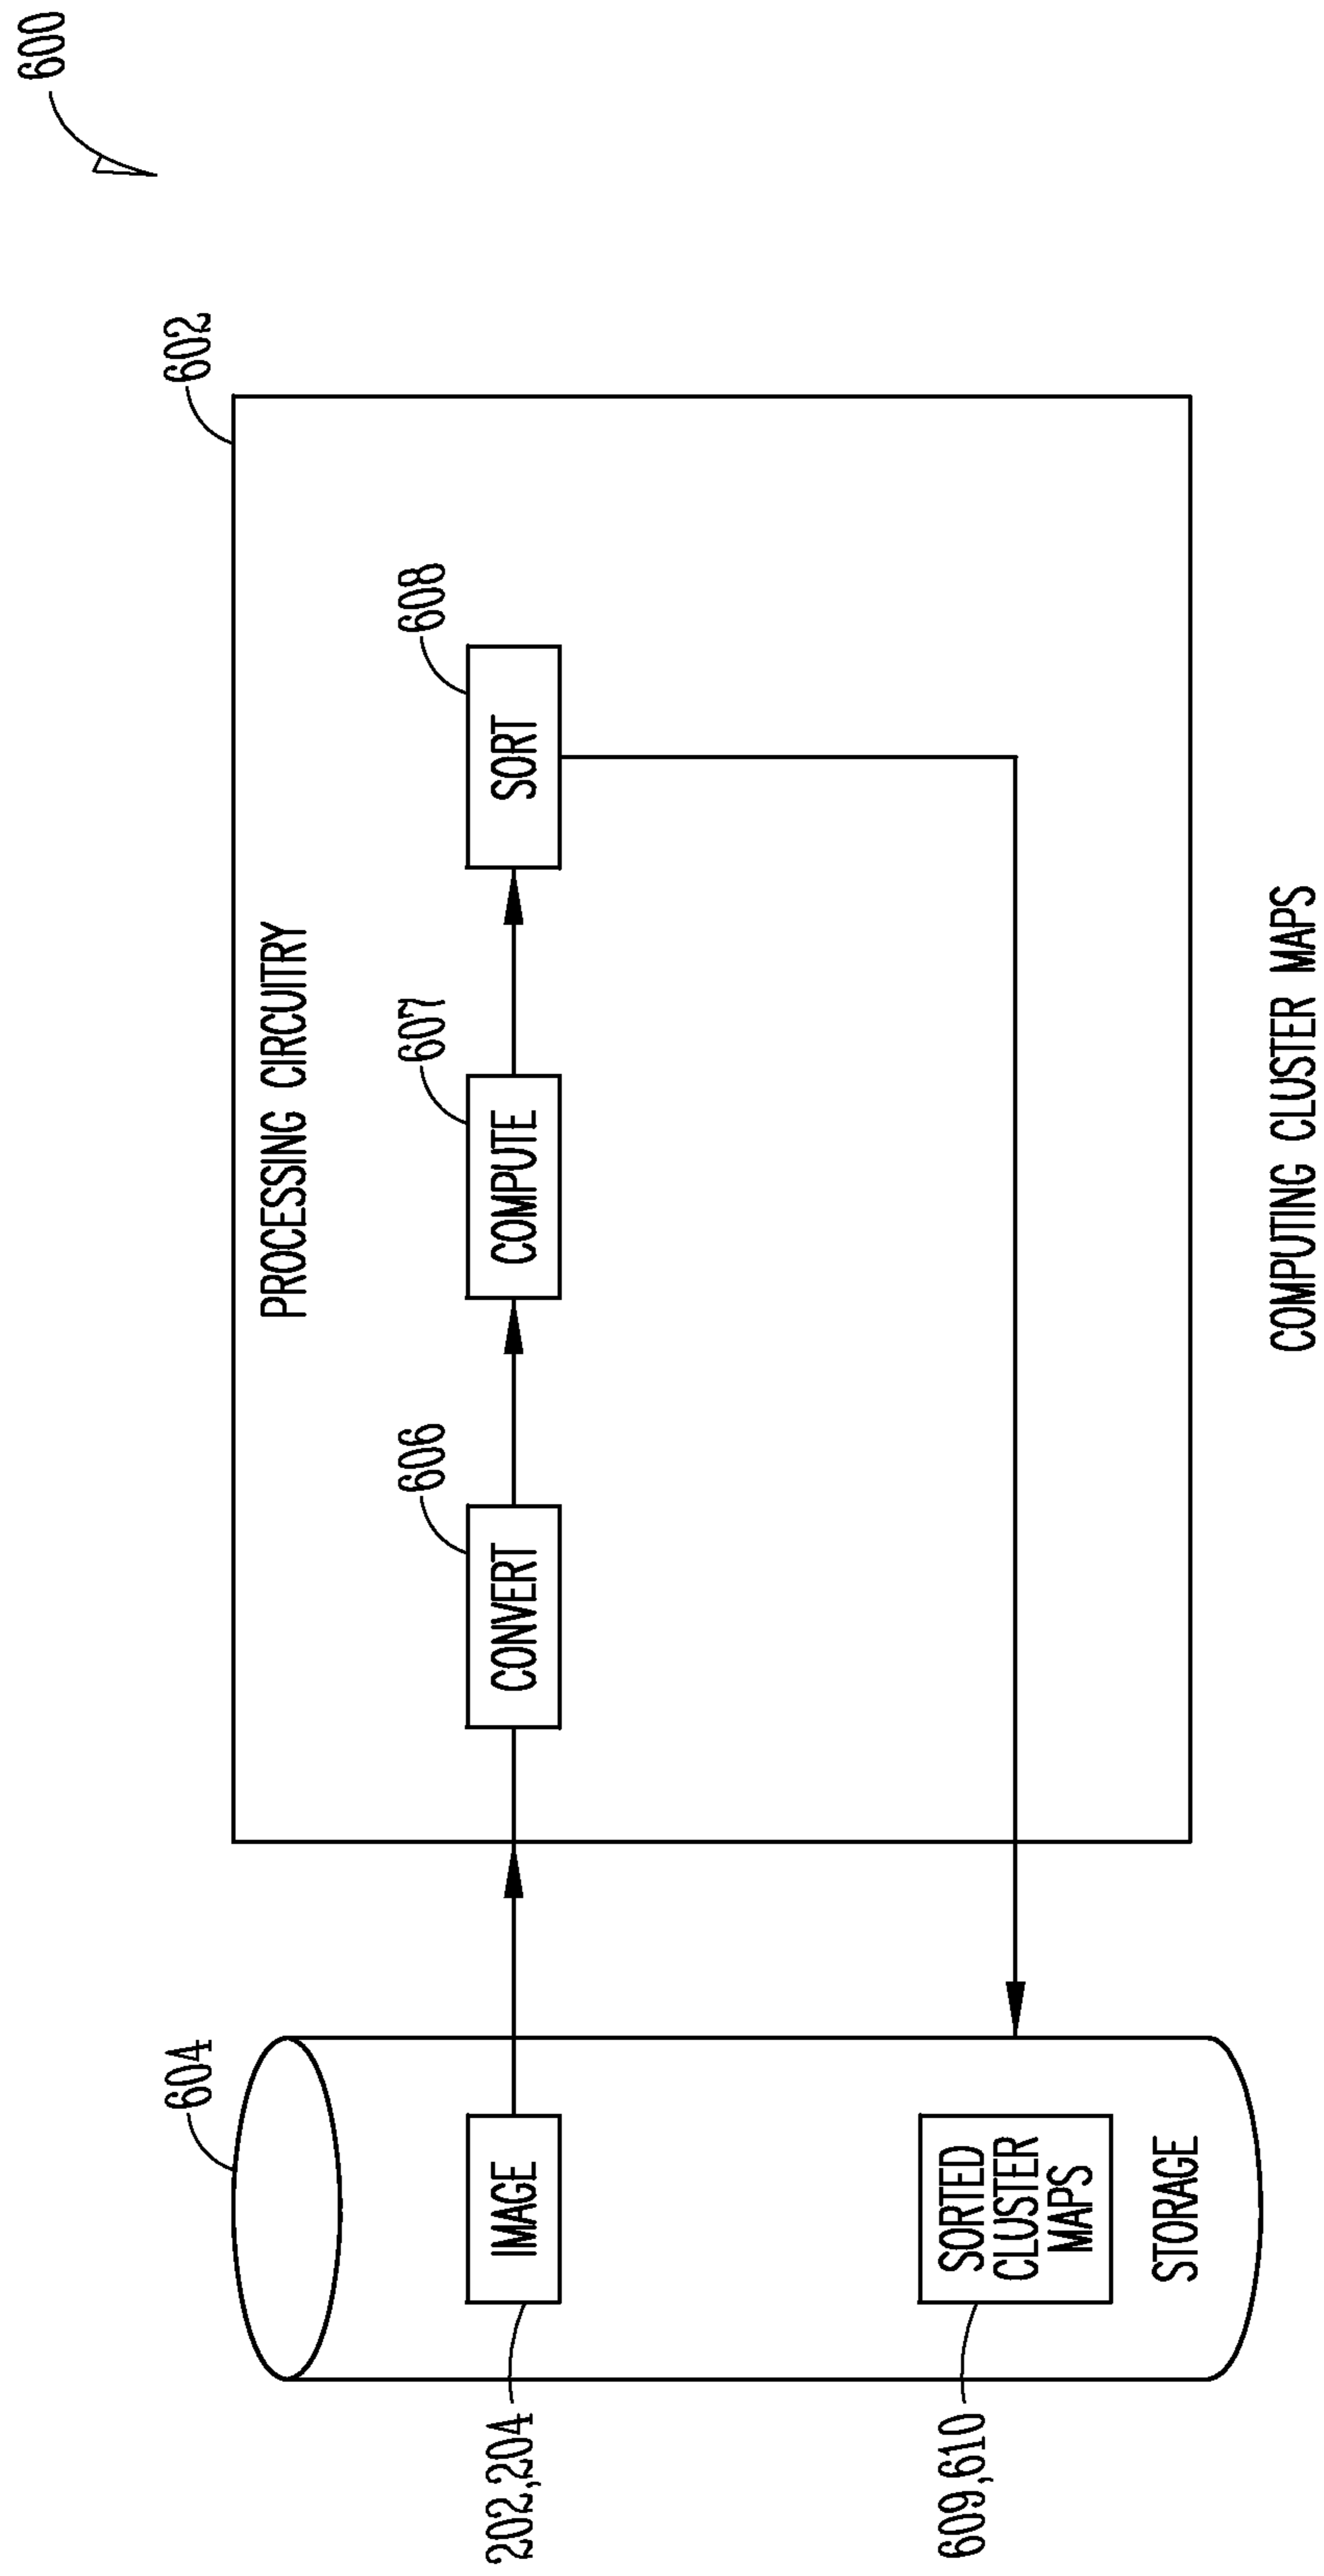 600
604
602
PROCESSING CIRCUITRY
606
607
608
202,204
IMAGE
CONVERT
COMPUTE
SORT
609,610
SORTED
CLUSTER
MAPS
STORAGE
COMPUTING CLUSTER MAPS